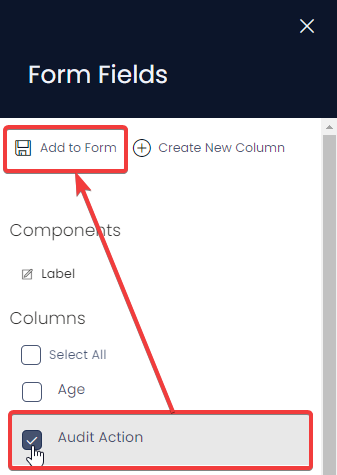 Form Fields
Add to Form Create New Column
Components
Label
Columns
Select All
Age
Audit Action